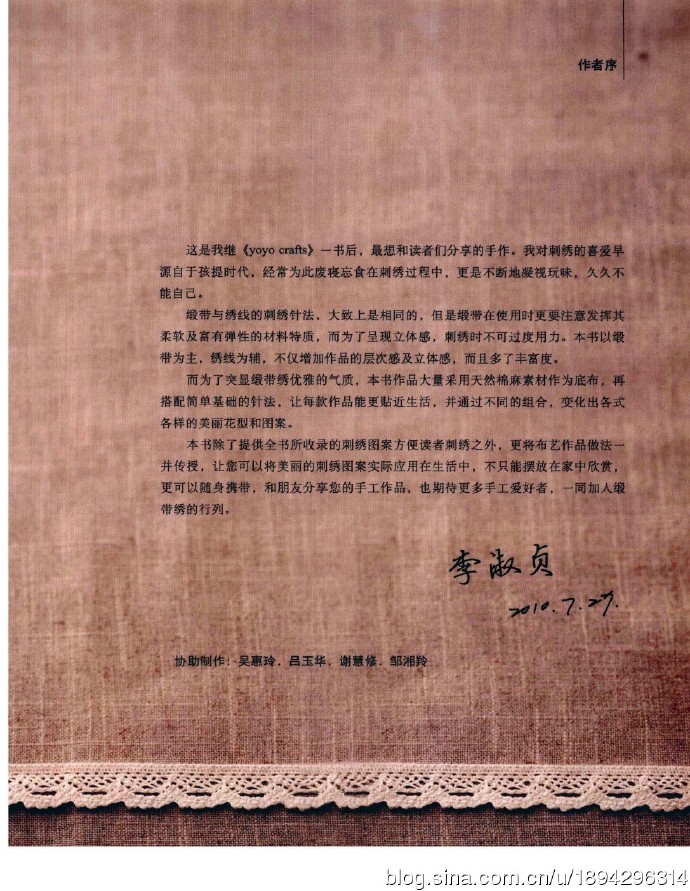 作者序
这是我继《yoyo crafts》一书后，最想和读者们分享的手作。我对刺绣的喜爱早
源自于孩提时代，经常为此废寝忘食在刺绣过程中，更是不断地凝视玩味，久久不
能自己。
缎带与绣线的刺绣针法，大致上是相同的，但是缎带在使用时更要注意发挥其
柔软及富有弹性的材料特质，而为了呈现立体感，刺绣时不可过度用力。本书以缎
带为主，绣线为辅，不仅增加作品的层次感及立体感，而且多了丰富度。
而为了突显缎带绣优雅的气质，本书作品大量采用天然棉麻素材作为底布，再
搭配简单基础的针法，让每款作品能更贴近生活，并通过不同的组合，变化出各式
各样的美丽花型和图案。
本书除了提供全书所收录的刺绣图案方便读者刺绣之外，更将布艺作品做法一
并传授，让您可以将美丽的刺绣图案实际应用在生活中，不只能摆放在家中欣赏，
更可以随身携带，和朋友分享您的手工作品，也期待更多手工爱好者，一同加入缎
带绣的行列。
李淑贞
2010.7.27.
协助制作：吴惠玲．吕玉华．谢慧修．邹湘羚
blog.sina.com.cn/u/1894296314